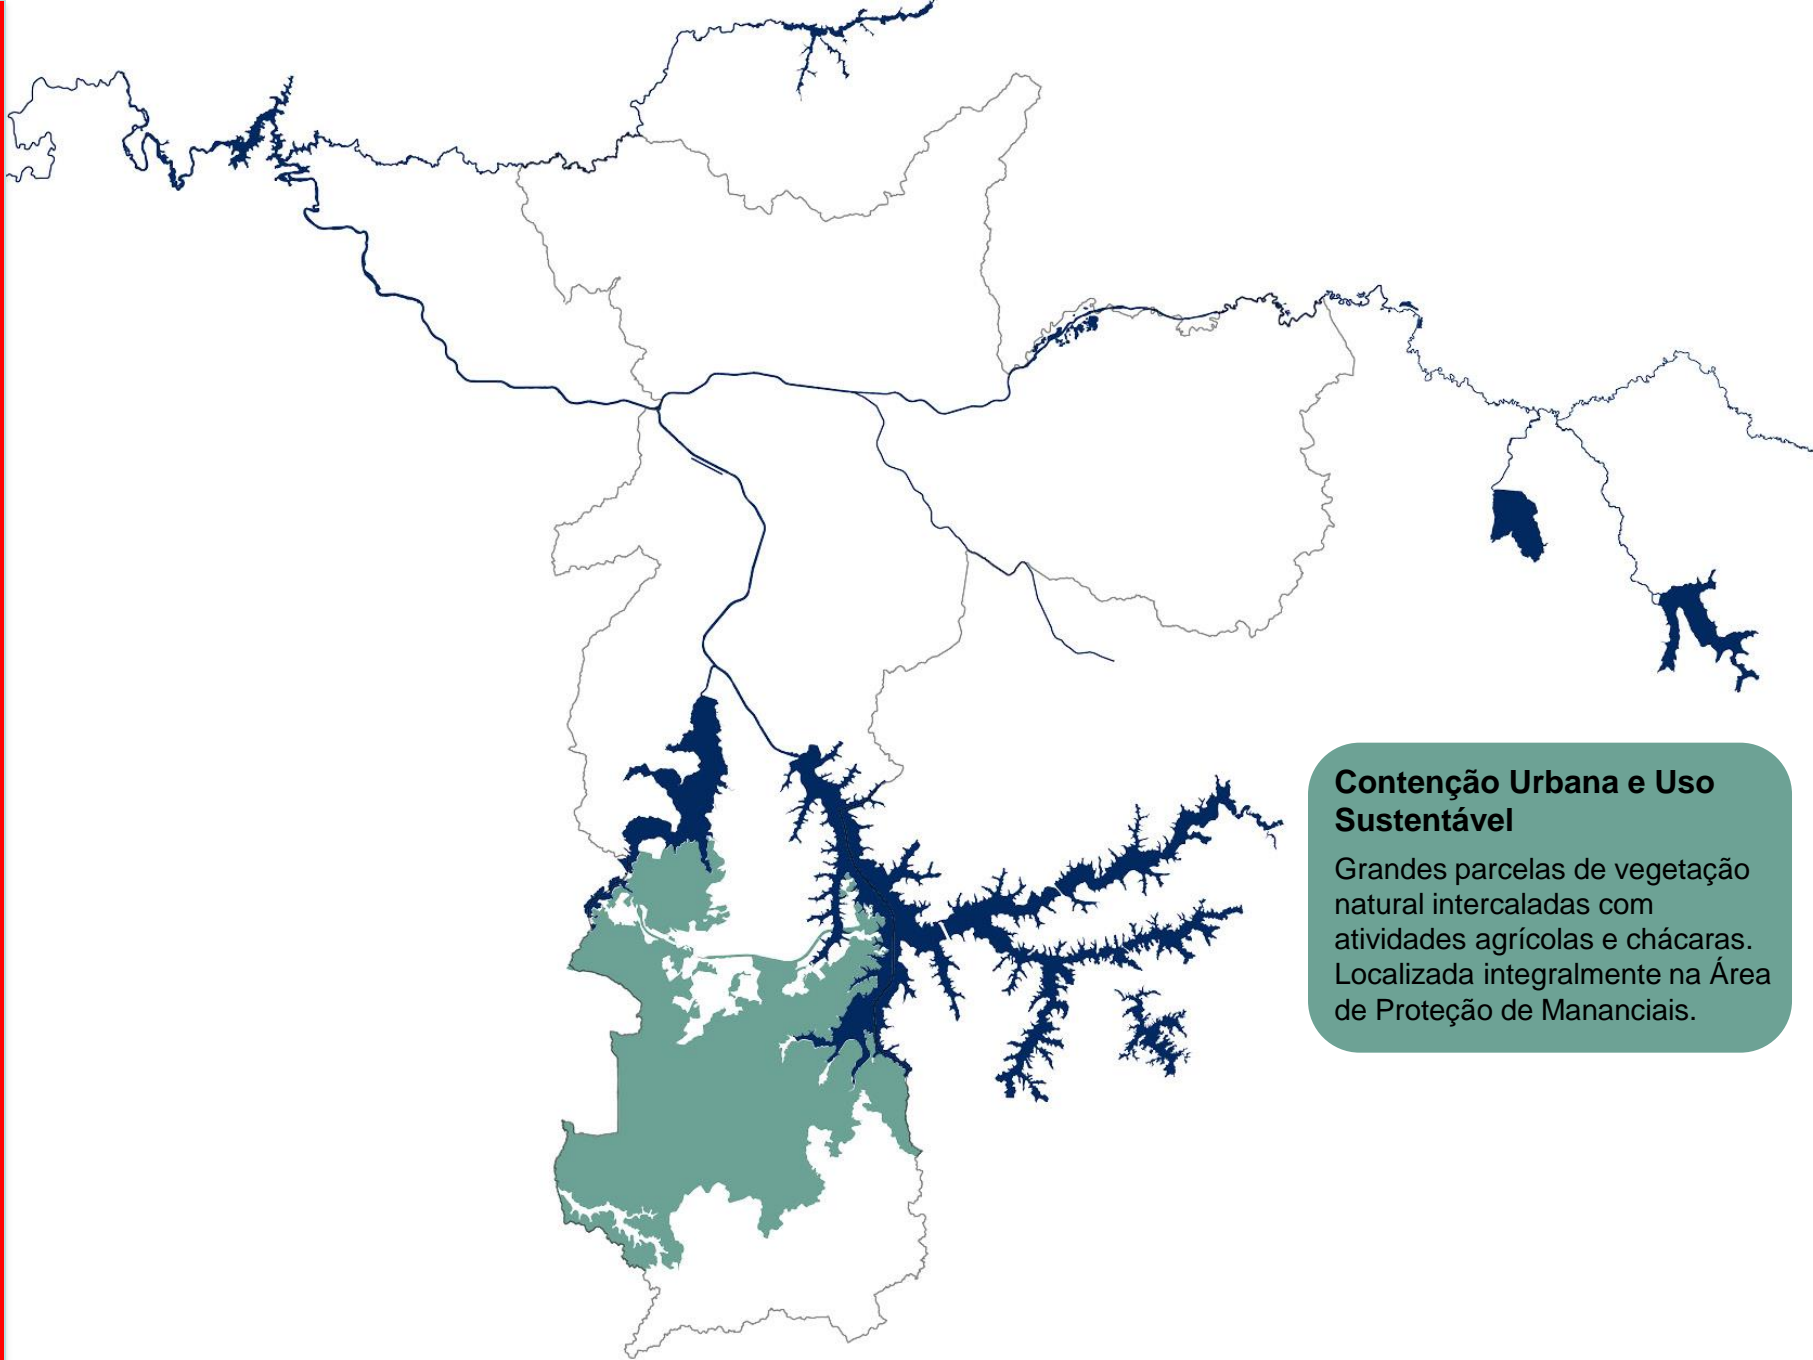 Contenção Urbana e Uso
Sustentável
Grandes parcelas de vegetação
natural intercaladas com
atividades agrícolas e chácaras.
Localizada integralmente na Área
de Proteção de Mananciais.